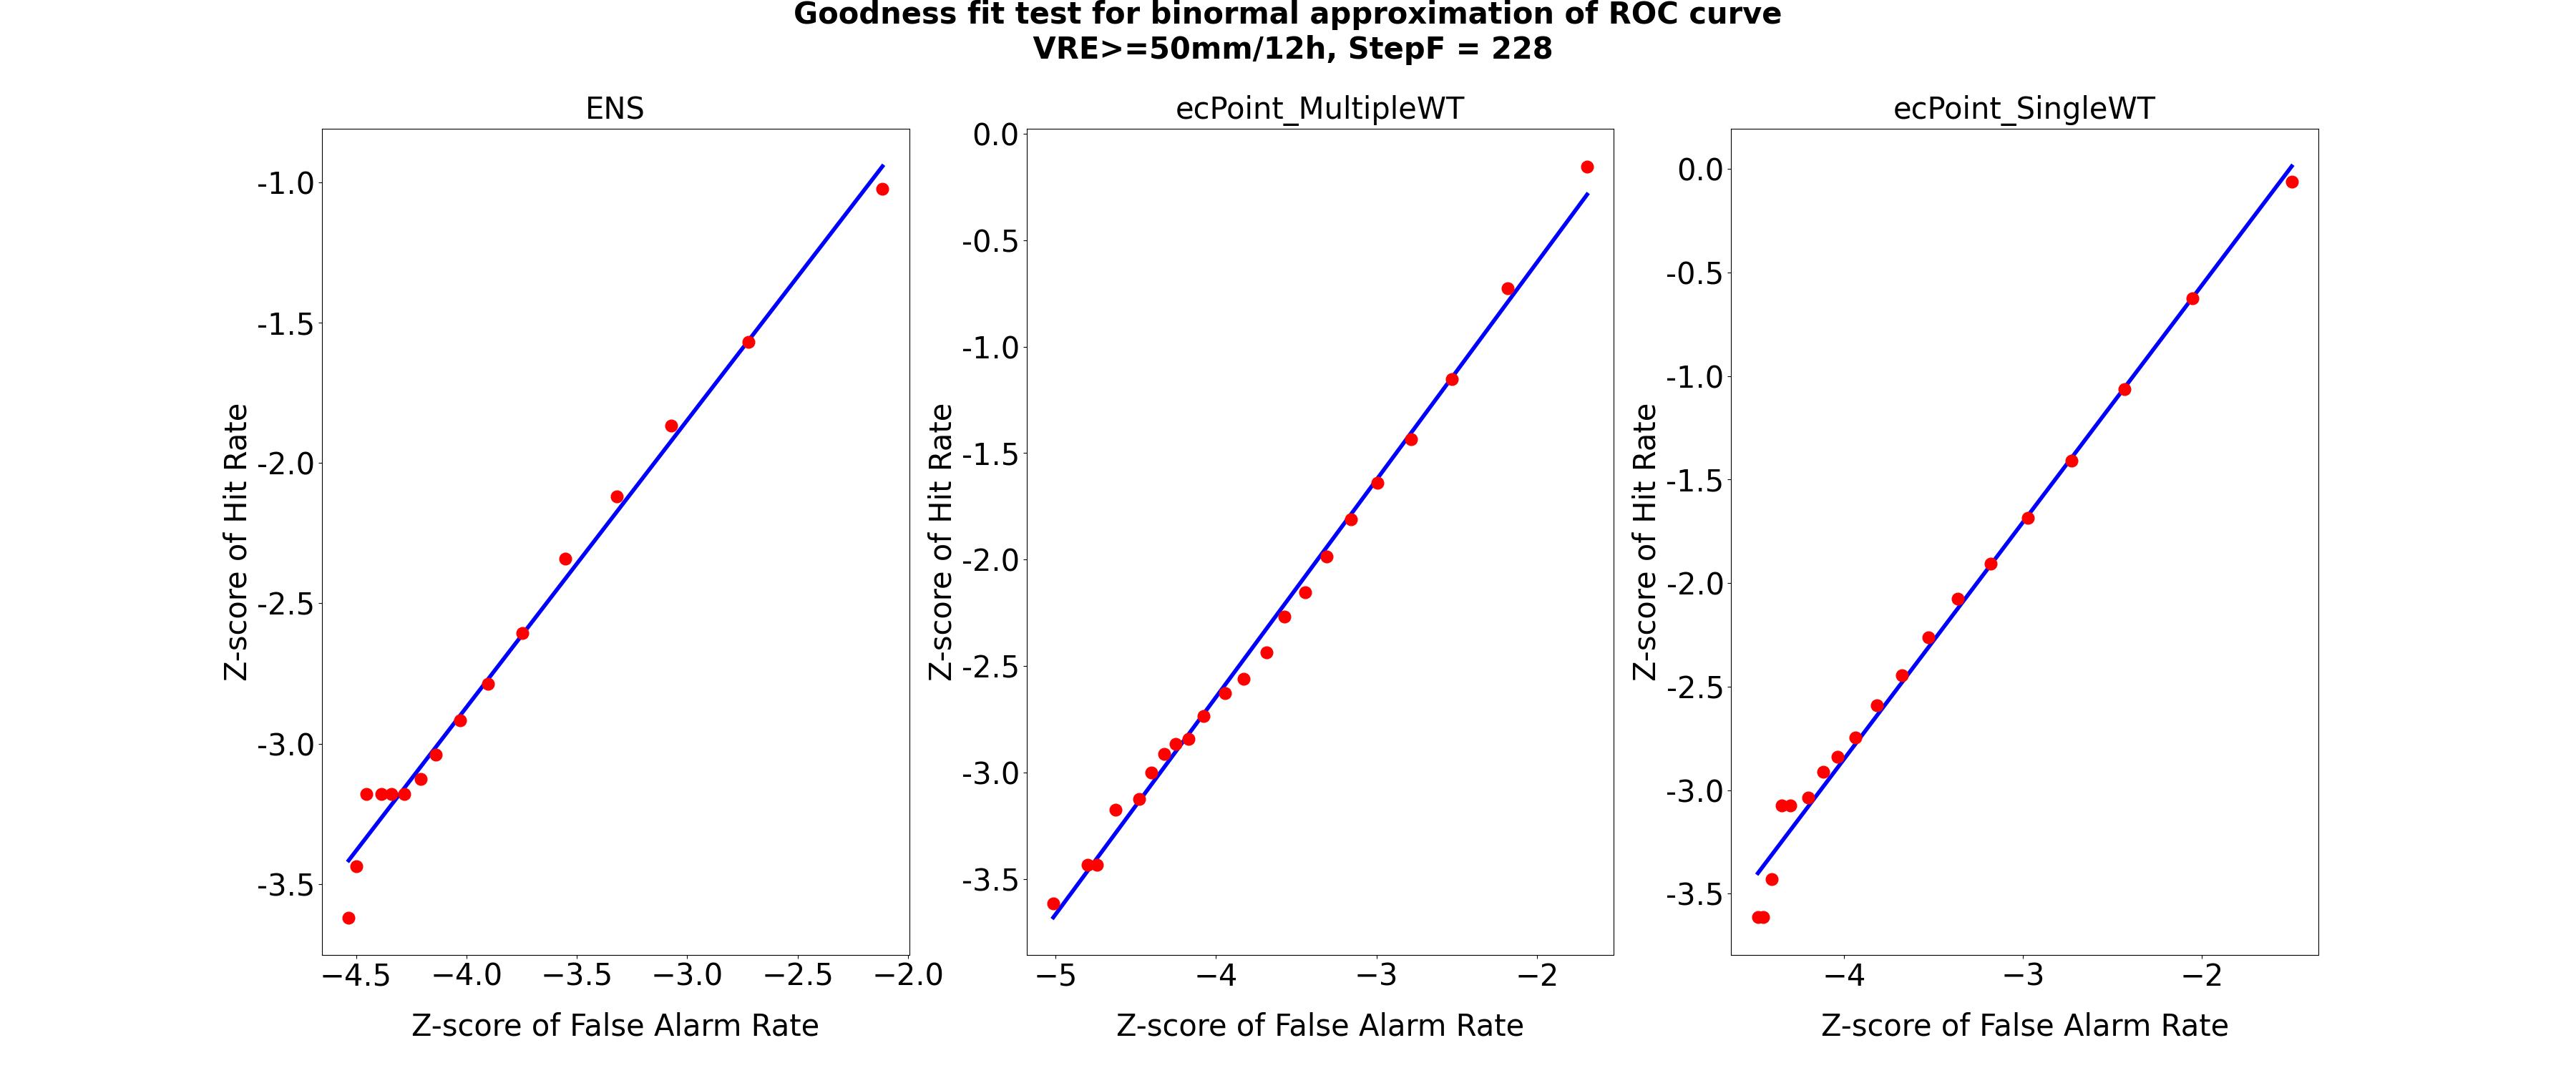 Goodness fit test for binormal approximation of ROC curve
VRE>=50mm/12h, StepF = 228
ENS
-1.0
-1.5
-2.0
-2.5
-3.0
-3.5
Z-score of Hit Rate
−4.5 −4.0 −3.5 −3.0 −2.5 −2.0
Z-score of False Alarm Rate
ecPoint_MultipleWT
0.0
-0.5
-1.0
-1.5
-2.0
-2.5
-3.0
-3.5
Z-score of Hit Rate
−5 −4 −3 −2
Z-score of False Alarm Rate
ecPoint_SingleWT
0.0
-0.5
-1.0
-1.5
-2.0
-2.5
-3.0
-3.5
Z-score of Hit Rate
−4 −3 −2
Z-score of False Alarm Rate